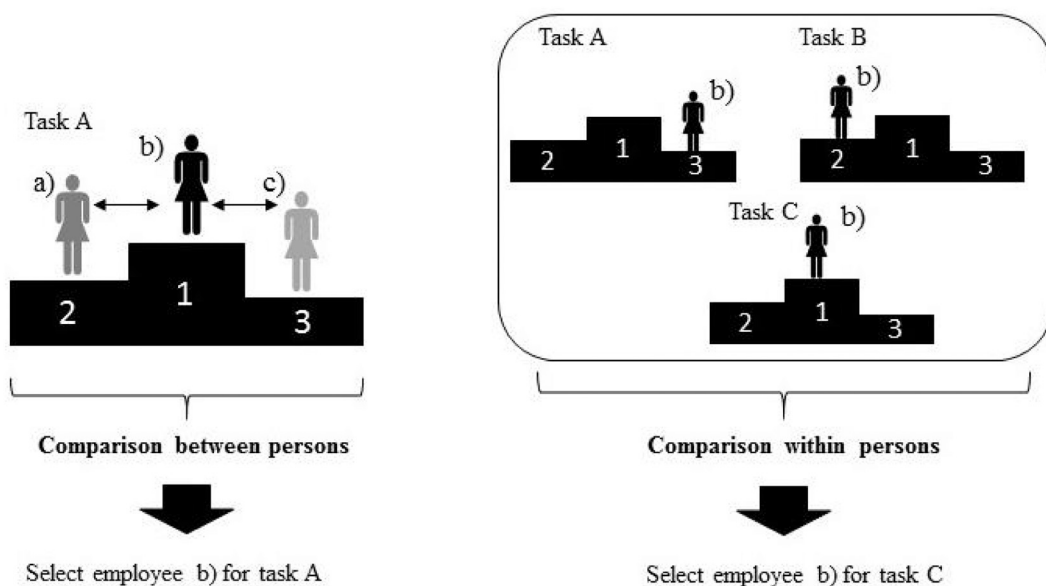 Task A
a)
b)
c)
2
1
3
Comparison between persons
Select employee b) for task A
Task A
b)
2
1
3
Task B
b)
2
1
3
Task C
b)
2
1
3
Comparison within persons
Select employee b) for task C